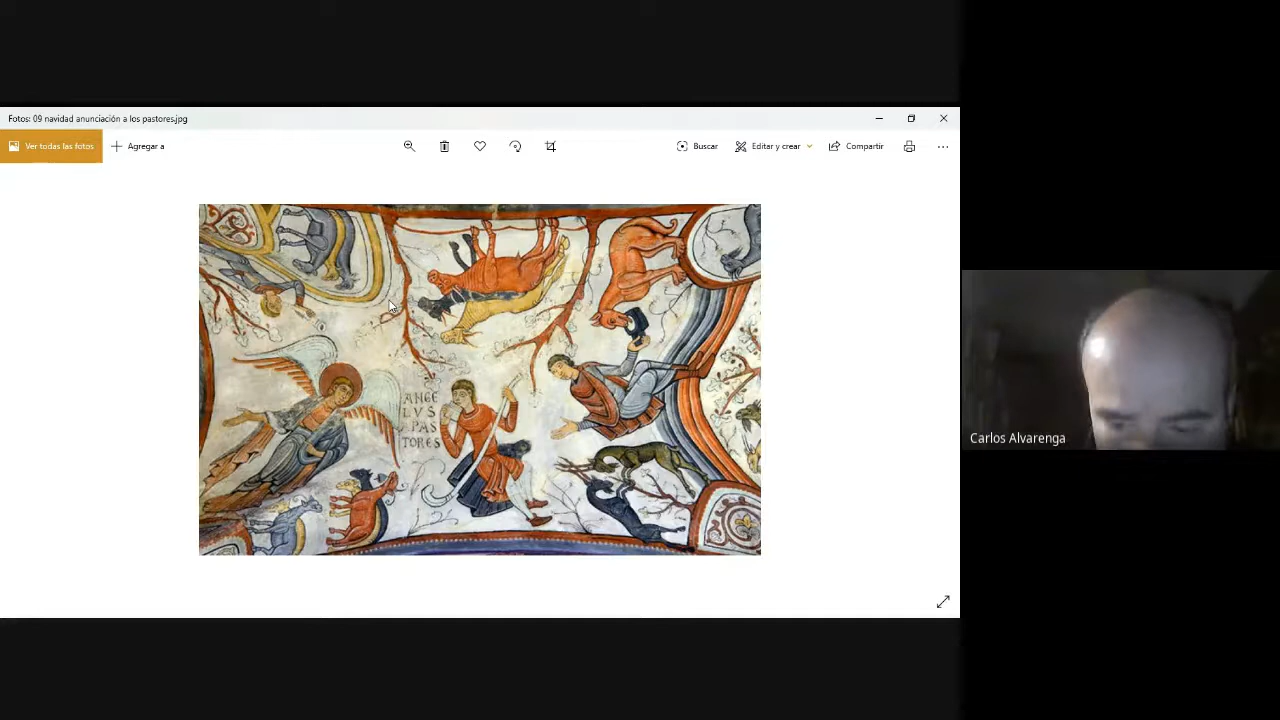 Fotos: 09 navidad anunciación a los pastores.jpg
Ver todas las fotos
Agregar a
Buscar
Editar y crear
Compartir
ANGE
LVS
APAS
TORES
Carlos Alvarenga